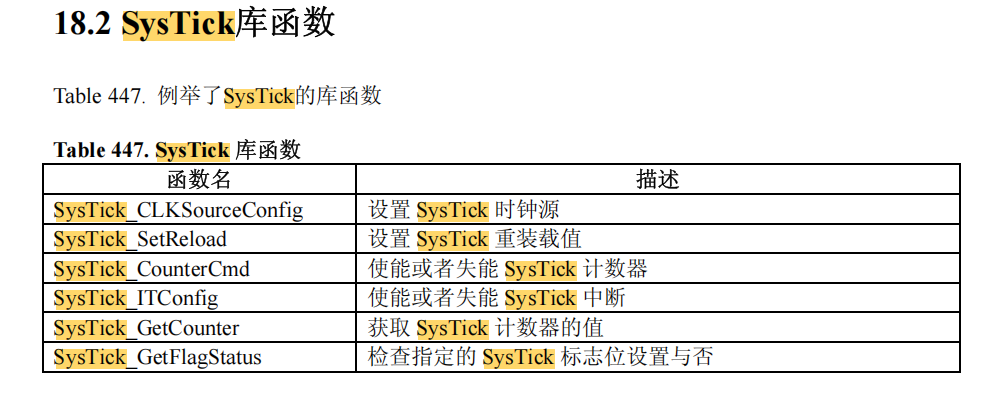 18.2 SysTick库函数
Table 447. 例举了SysTick的库函数
Table 447. SysTick 库函数
函数名 描述
SysTick_CLKSourceConfig 设置 SysTick 时钟源
SysTick_SetReload 设置 SysTick 重装载值
SysTick_CounterCmd 使能或者失能 SysTick 计数器
SysTick_ITConfig 使能或者失能 SysTick 中断
SysTick_GetCounter 获取 SysTick 计数器的值
SysTick_GetFlagStatus 检查指定的 SysTick 标志位设置与否